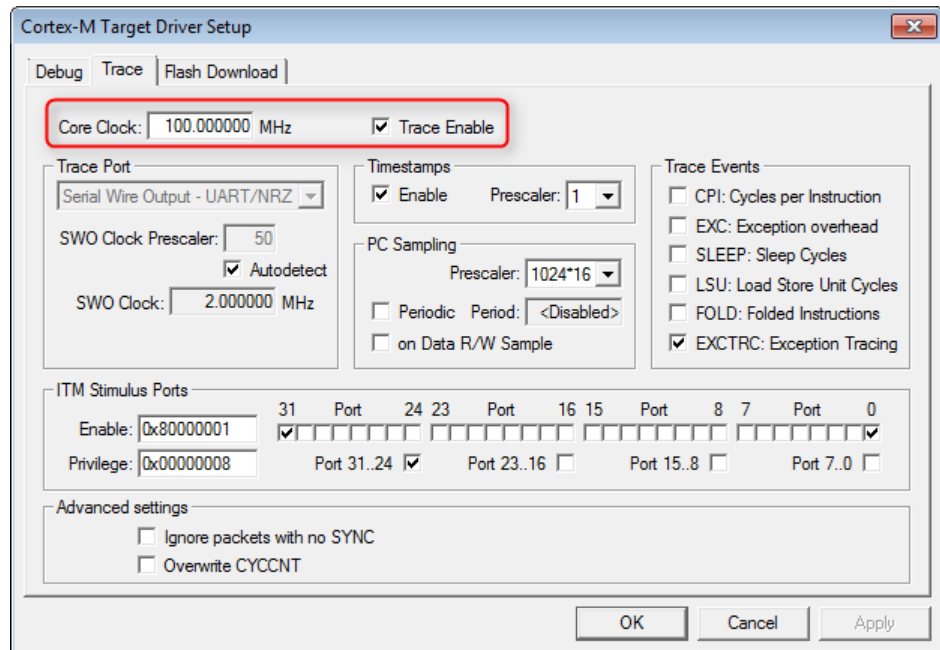 Cortex-M Target Driver Setup
Debug Trace Flash Download
Core Clock: 100.000000 MHz Trace Enable
Trace Port
Serial Wire Output - UART/NRZ
SWO Clock Prescaler: 50
Autodetect
SWO Clock: 2.000000 MHz
Timestamps
Enable Prescaler: 1
PC Sampling
Prescaler: 1024*16
Periodic Period: <Disabled>
on Data R/W Sample
Trace Events
CPI: Cycles per Instruction
EXC: Exception overhead
SLEEP: Sleep Cycles
LSU: Load Store Unit Cycles
FOLD: Folded Instructions
EXCTRC: Exception Tracing
ITM Stimulus Ports
31 Port 24 23 Port 16 15 Port 8 7 Port 0
Enable: 0x80000001
Privilege: 0x00000008 Port 31..24 Port 23..16 Port 15..8 Port 7..0
Advanced settings
Ignore packets with no SYNC
Overwrite CYCCNT
OK Cancel Apply